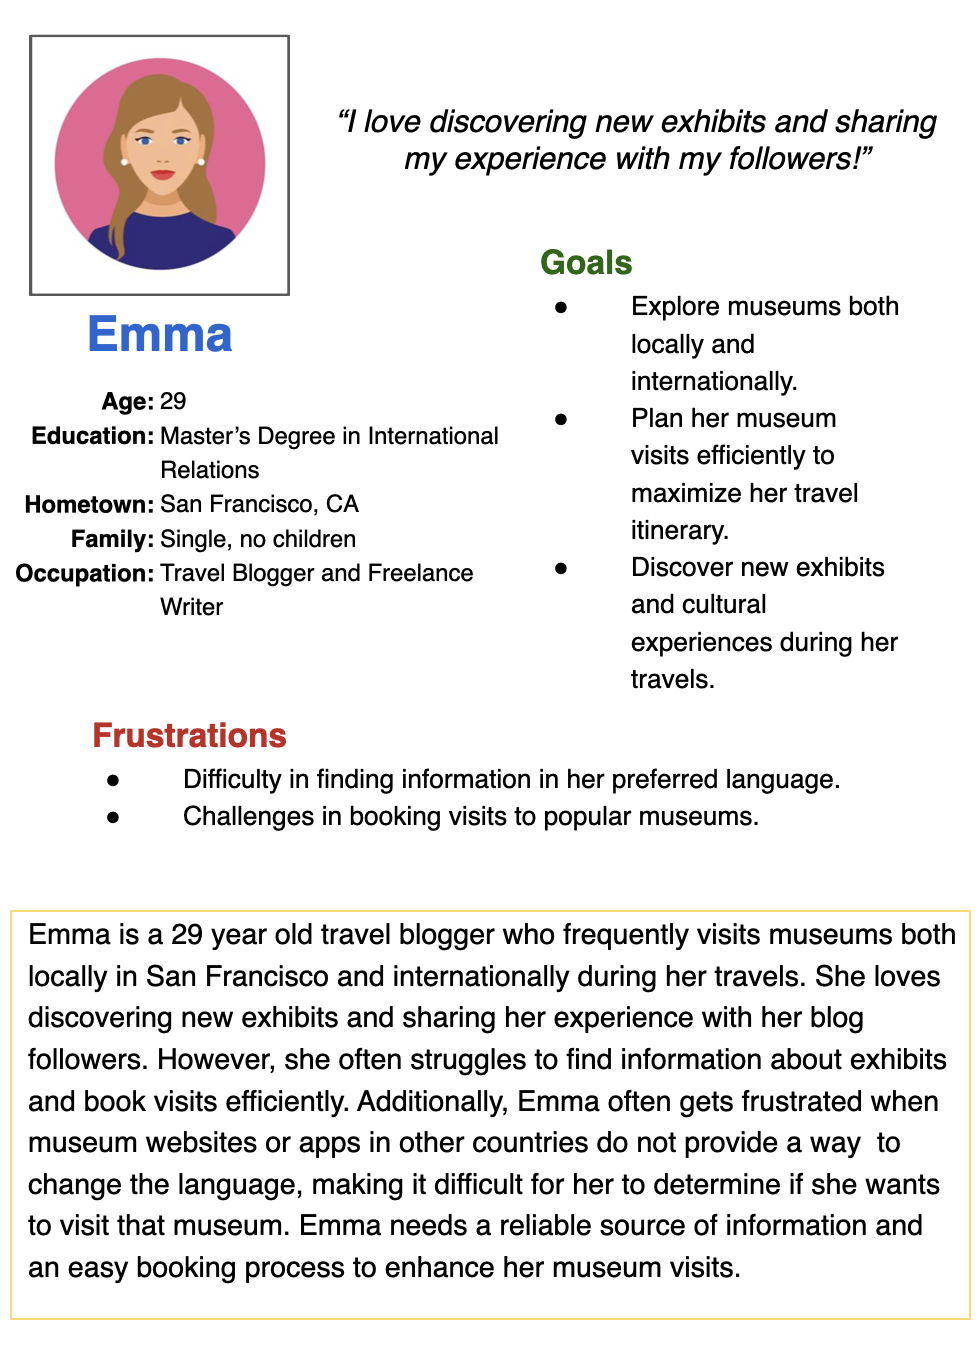 “I love discovering new exhibits and sharing
my experience with my followers!”
Emma
Age: 29
Education: Master’s Degree in International
Relations
Hometown: San Francisco, CA
Family: Single, no children
Occupation: Travel Blogger and Freelance
Writer
Goals
● Explore museums both
locally and
internationally.
● Plan her museum
visits efficiently to
maximize her travel
itinerary.
● Discover new exhibits
and cultural
experiences during her
travels.
Frustrations
● Difficulty in finding information in her preferred language.
● Challenges in booking visits to popular museums.
Emma is a 29 year old travel blogger who frequently visits museums both
locally in San Francisco and internationally during her travels. She loves
discovering new exhibits and sharing her experience with her blog
followers. However, she often struggles to find information about exhibits
and book visits efficiently. Additionally, Emma often gets frustrated when
museum websites or apps in other countries do not provide a way  to
change the language, making it difficult for her to determine if she wants
to visit that museum. Emma needs a reliable source of information and
an easy booking process to enhance her museum visits.